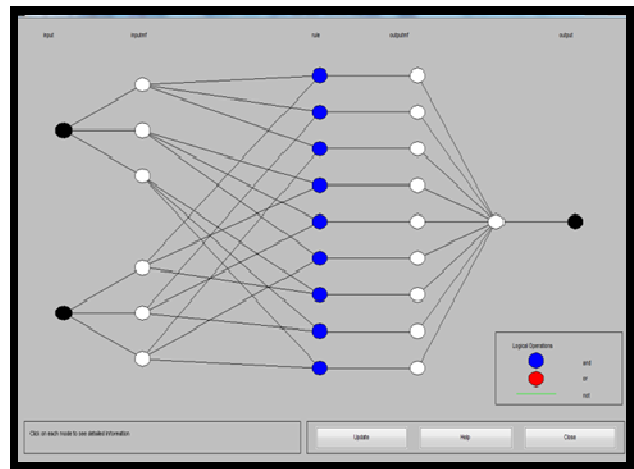 input inputmf rule outputmf output
Logical Operations
and
or
not
Click on each node to see detailed information
Update Help Close